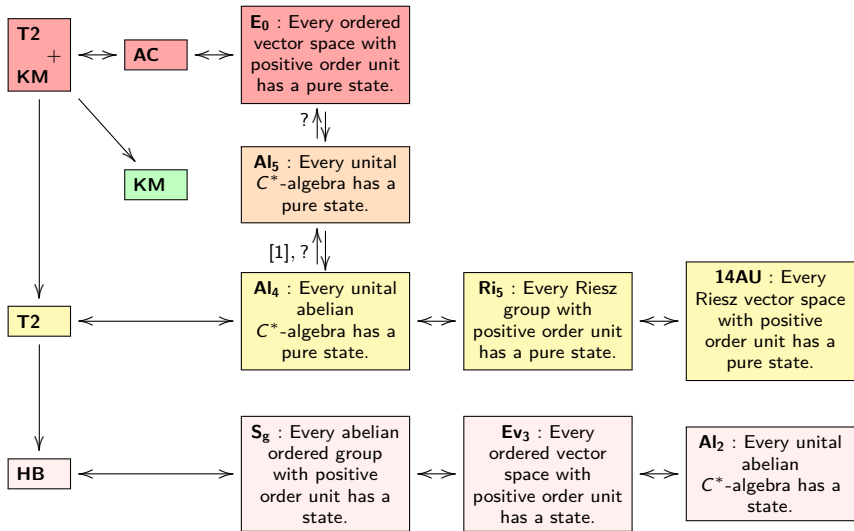 T2
+
KM
AC
E₀ : Every ordered
vector space with
positive order unit
has a pure state.
?
KM
Al₅ : Every unital
C*-algebra has a
pure state.
[1], ?
T2
Al₄ : Every unital
abelian
C*-algebra has a
pure state.
Ri₅ : Every Riesz
group with
positive order unit
has a pure state.
14AU : Every
Riesz vector space
with positive
order unit has a
pure state.
HB
S_g : Every abelian
ordered group
with positive
order unit has a
state.
Ev₃ : Every
ordered vector
space with
positive order unit
has a state.
Al₂ : Every unital
abelian
C*-algebra has a
state.